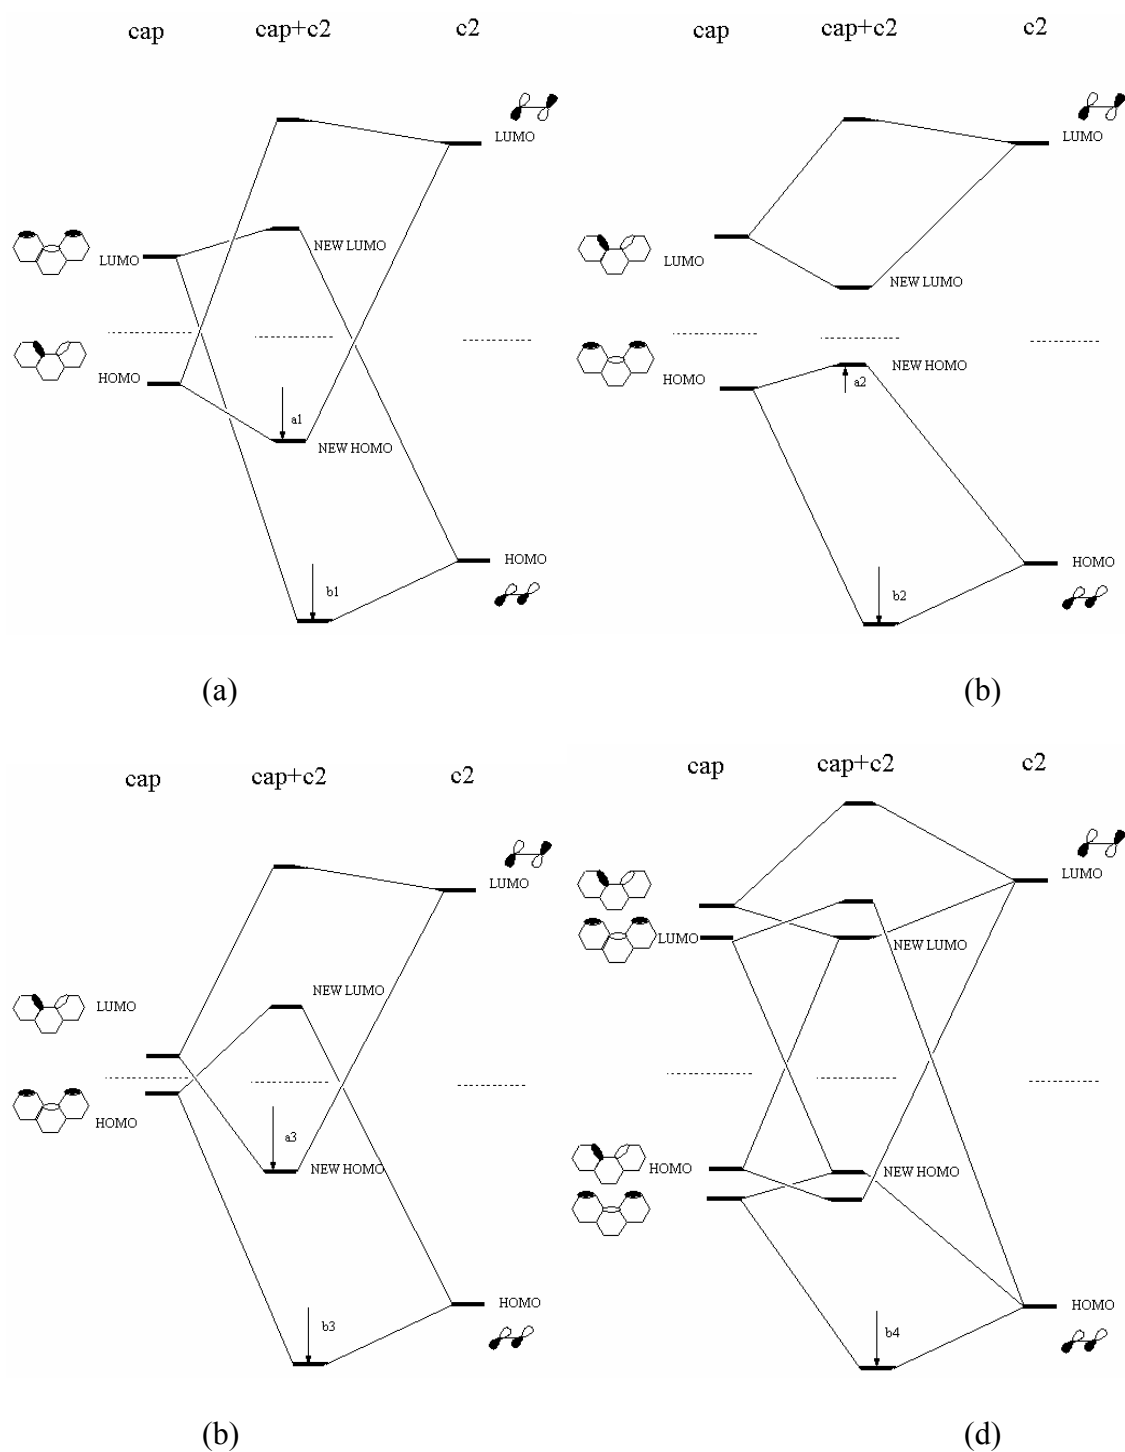 cap cap+c2 c2
LUMO
NEW LUMO
LUMO
HOMO
a1
NEW HOMO
HOMO
b1
(a)
cap cap+c2 c2
LUMO
LUMO
NEW LUMO
NEW HOMO
HOMO
a2
HOMO
b2
(b)
cap cap+c2 c2
LUMO
NEW LUMO
LUMO
HOMO
a3
NEW HOMO
HOMO
b3
(b)
cap cap+c2 c2
LUMO
LUMO
NEW LUMO
HOMO
NEW HOMO
HOMO
b4
(d)